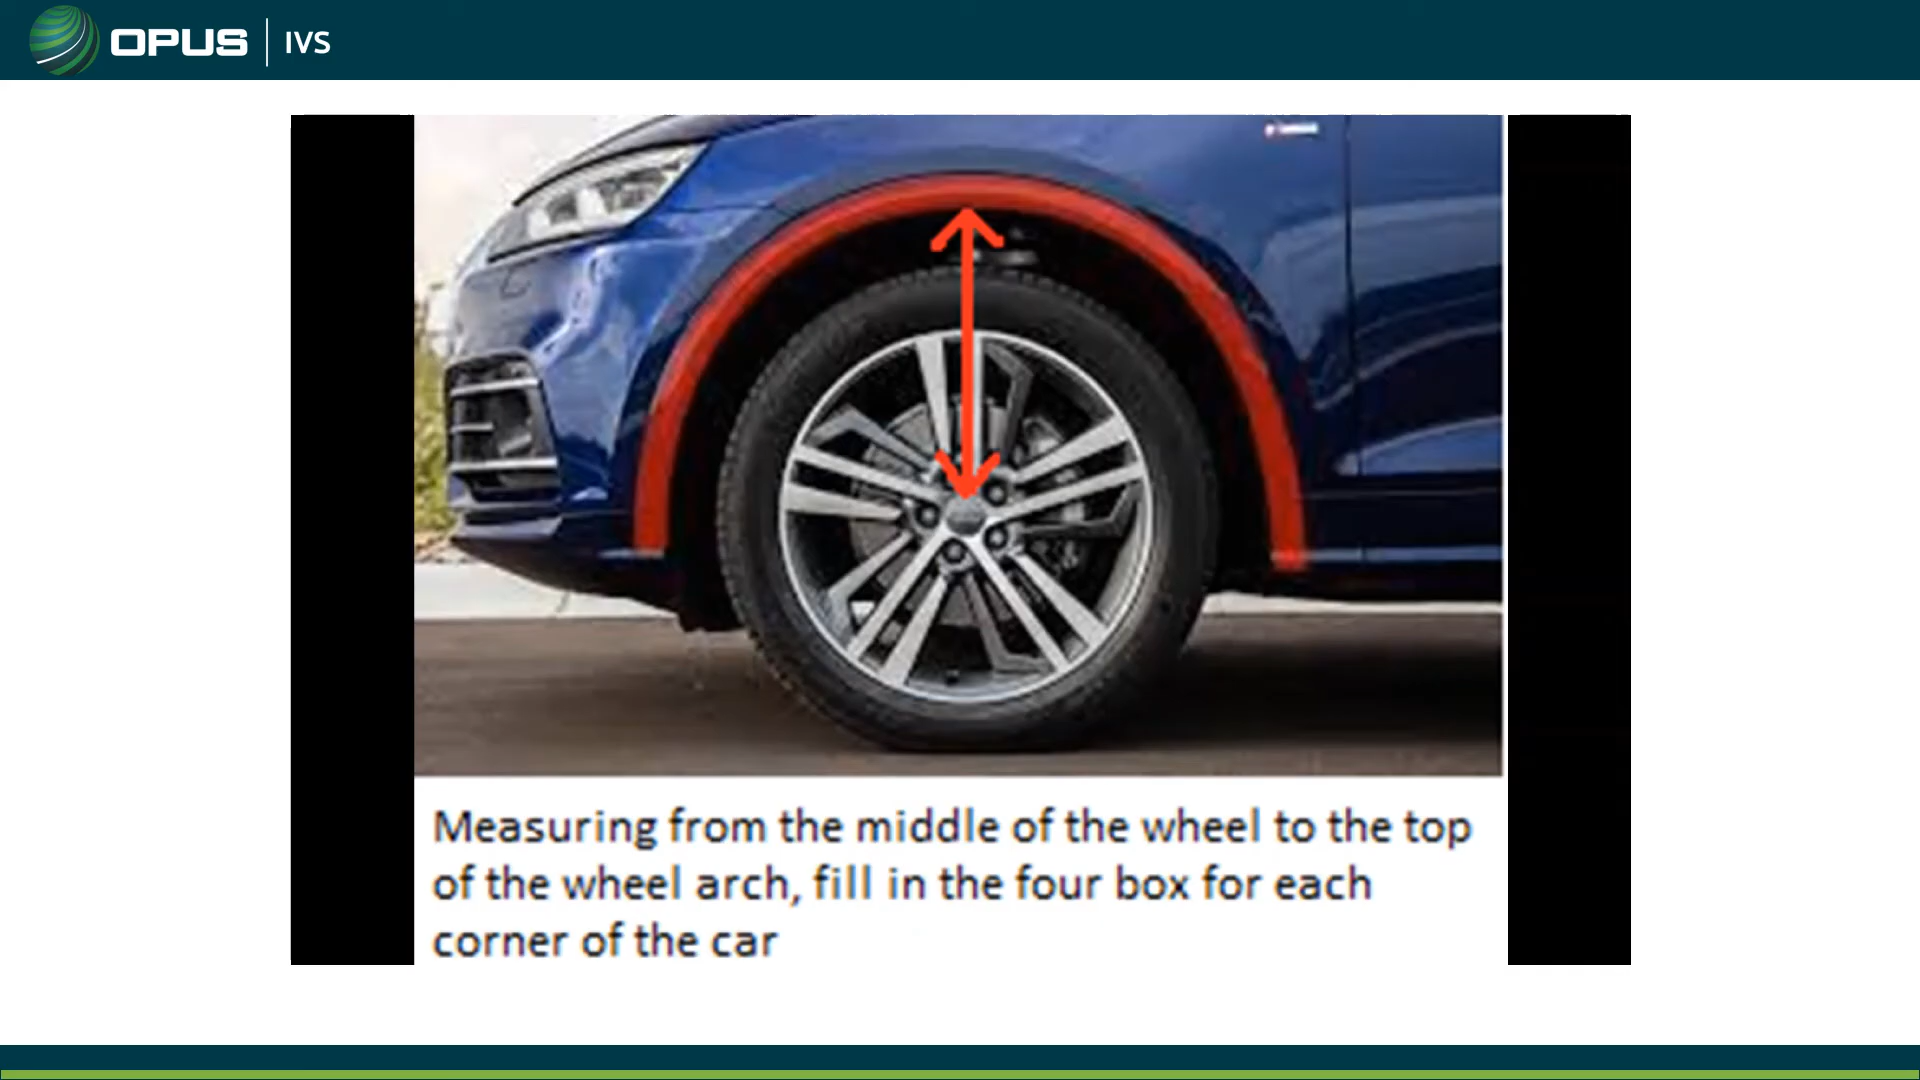 OPUS IVS
Measuring from the middle of the wheel to the top
of the wheel arch, fill in the four box for each
corner of the car